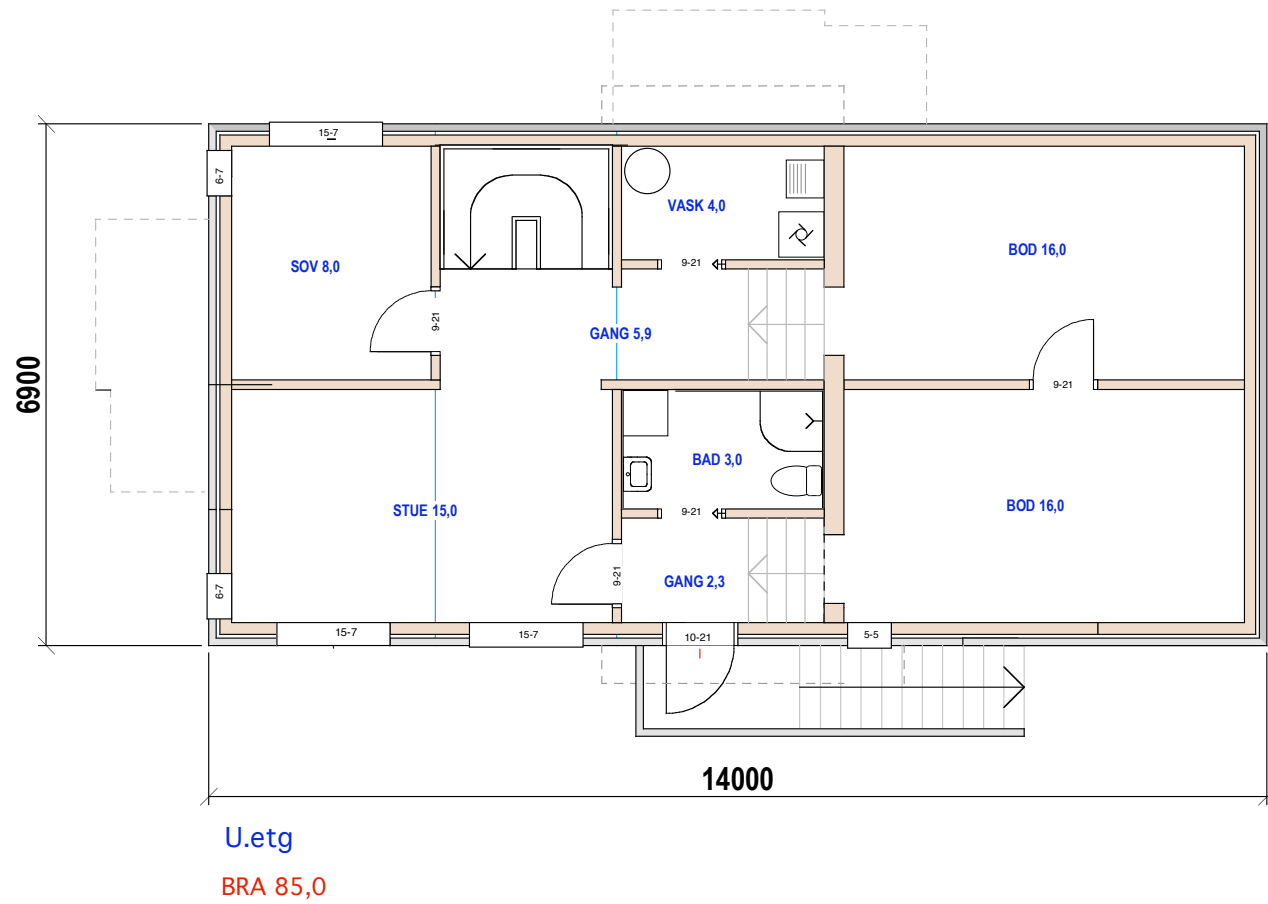 15-7
6-7
VASK 4,0
SOV 8,0
BOD 16,0
9-21
9-21
GANG 5,9
6900
9-21
BAD 3,0
STUE 15,0
BOD 16,0
9-21
9-21
GANG 2,3
6-7
15-7
15-7
10-21
5-5
14000
U.etg
BRA 85,0